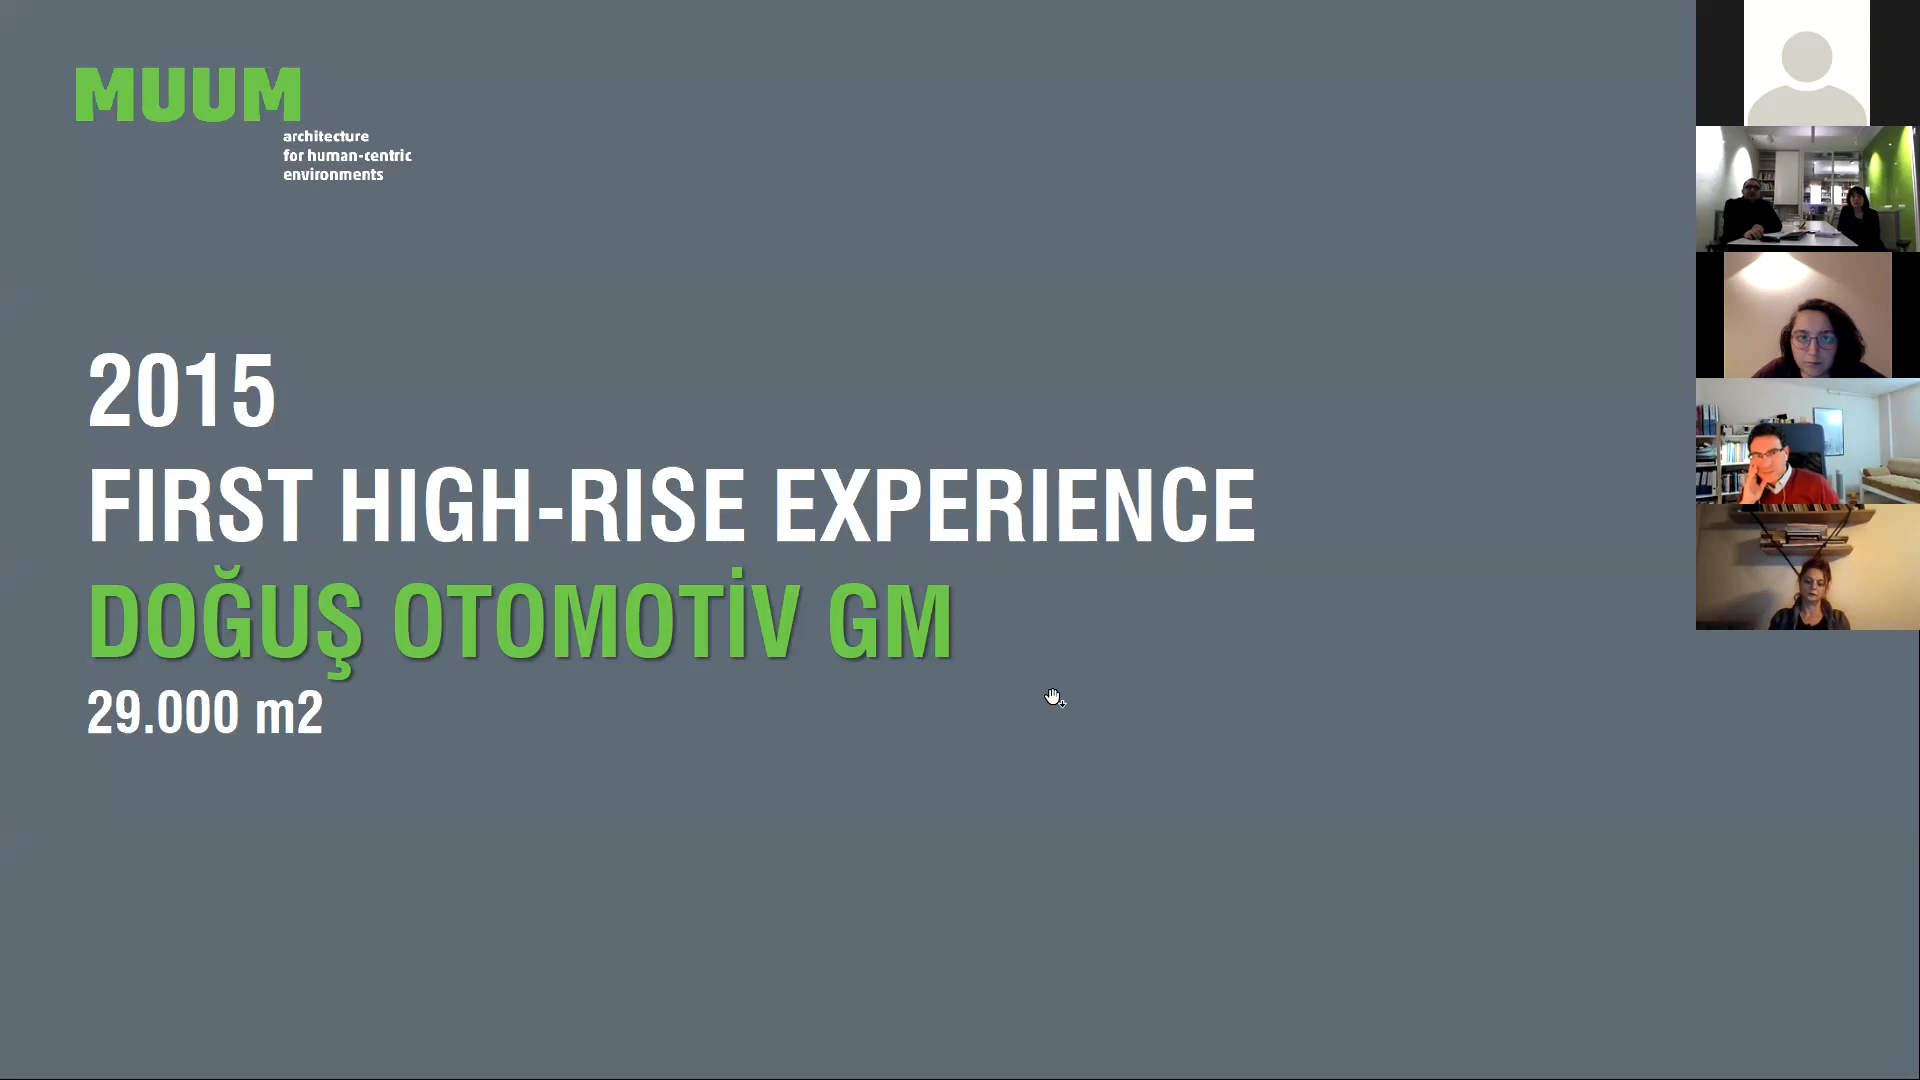 MUUM
architecture
for human-centric
environments
2015
FIRST HIGH-RISE EXPERIENCE
DOĞUŞ OTOMOTİV GM
29.000 m2